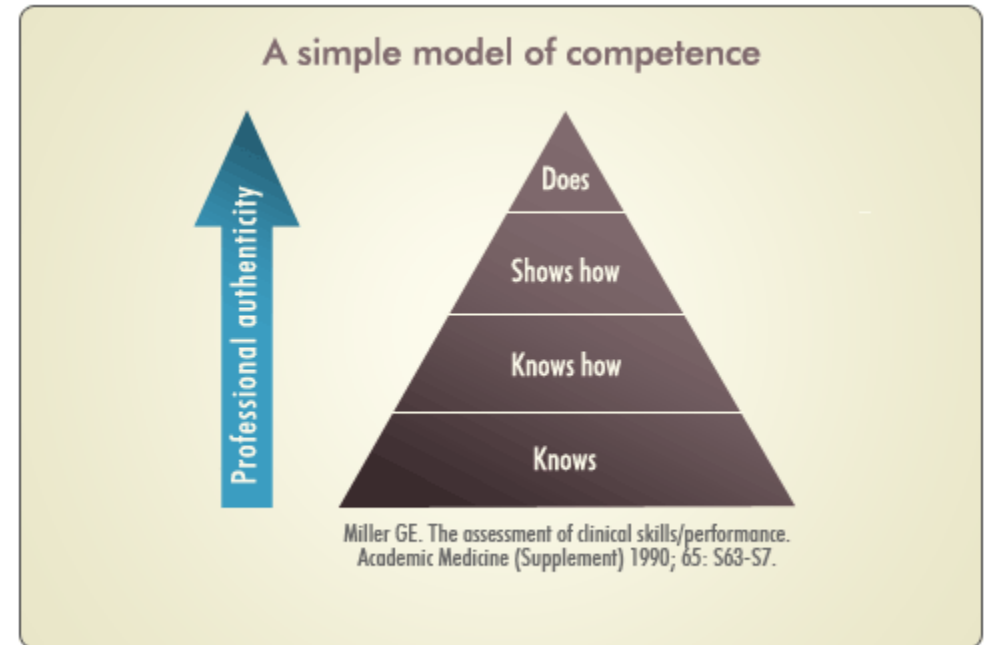 A simple model of competence
Professional authenticity
Does
Shows how
Knows how
Knows
Miller GE. The assessment of clinical skills/performance.
Academic Medicine (Supplement) 1990; 65: S63-S7.